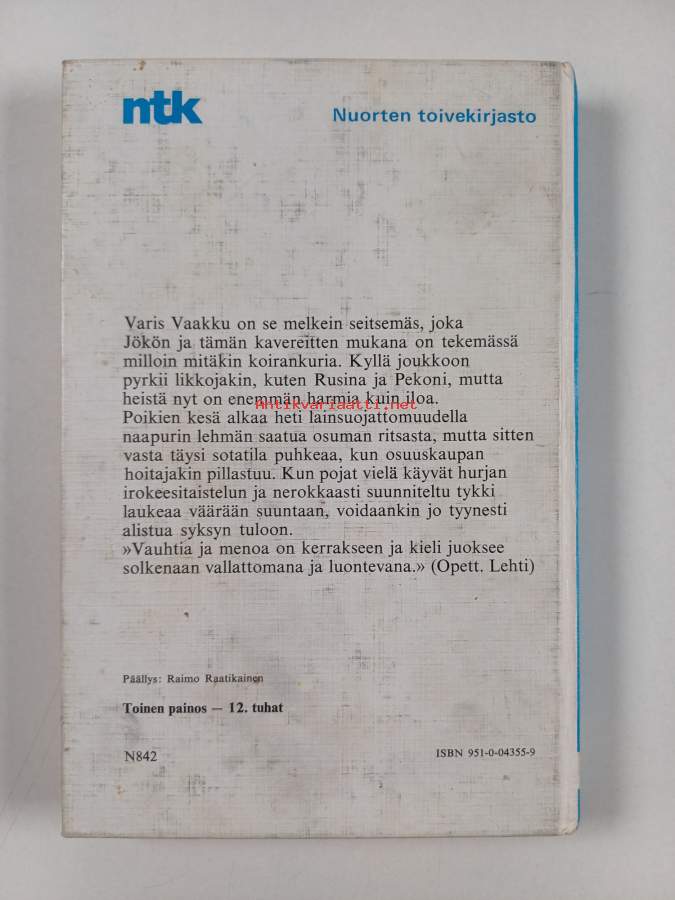 ntk
Nuorten toivekirjasto
Varis Vaakku on se melkein seitsemäs, joka
Jökön ja tämän kavereitten mukana on tekemässä
milloin mitäkin koirankuria. Kyllä joukkoon
pyrkii likkojakin, kuten Rusina ja Pekoni, mutta
heistä nyt on enemmän harmia kuin iloa.
Antikvariaatti.net
Poikien kesä alkaa heti lainsuojattomuudella
naapurin lehmän saatua osuman ritsasta, mutta sitten
vasta täysi sotatila puhkeaa, kun osuuskaupan
hoitajakin pillastuu. Kun pojat vielä käyvät hurjan
irokeesitaistelun ja nerokkaasti suunniteltu tykki
laukeaa väärään suuntaan, voidaankin jo tyynesti
alistua syksyn tuloon.
»Vauhtia ja menoa on kerrakseen ja kieli juoksee
solkenaan vallattomana ja luontevana.» (Opett. Lehti)
Päällys: Raimo Raatikainen
Toinen painos — 12. tuhat
N842
ISBN 951-0-04355-9